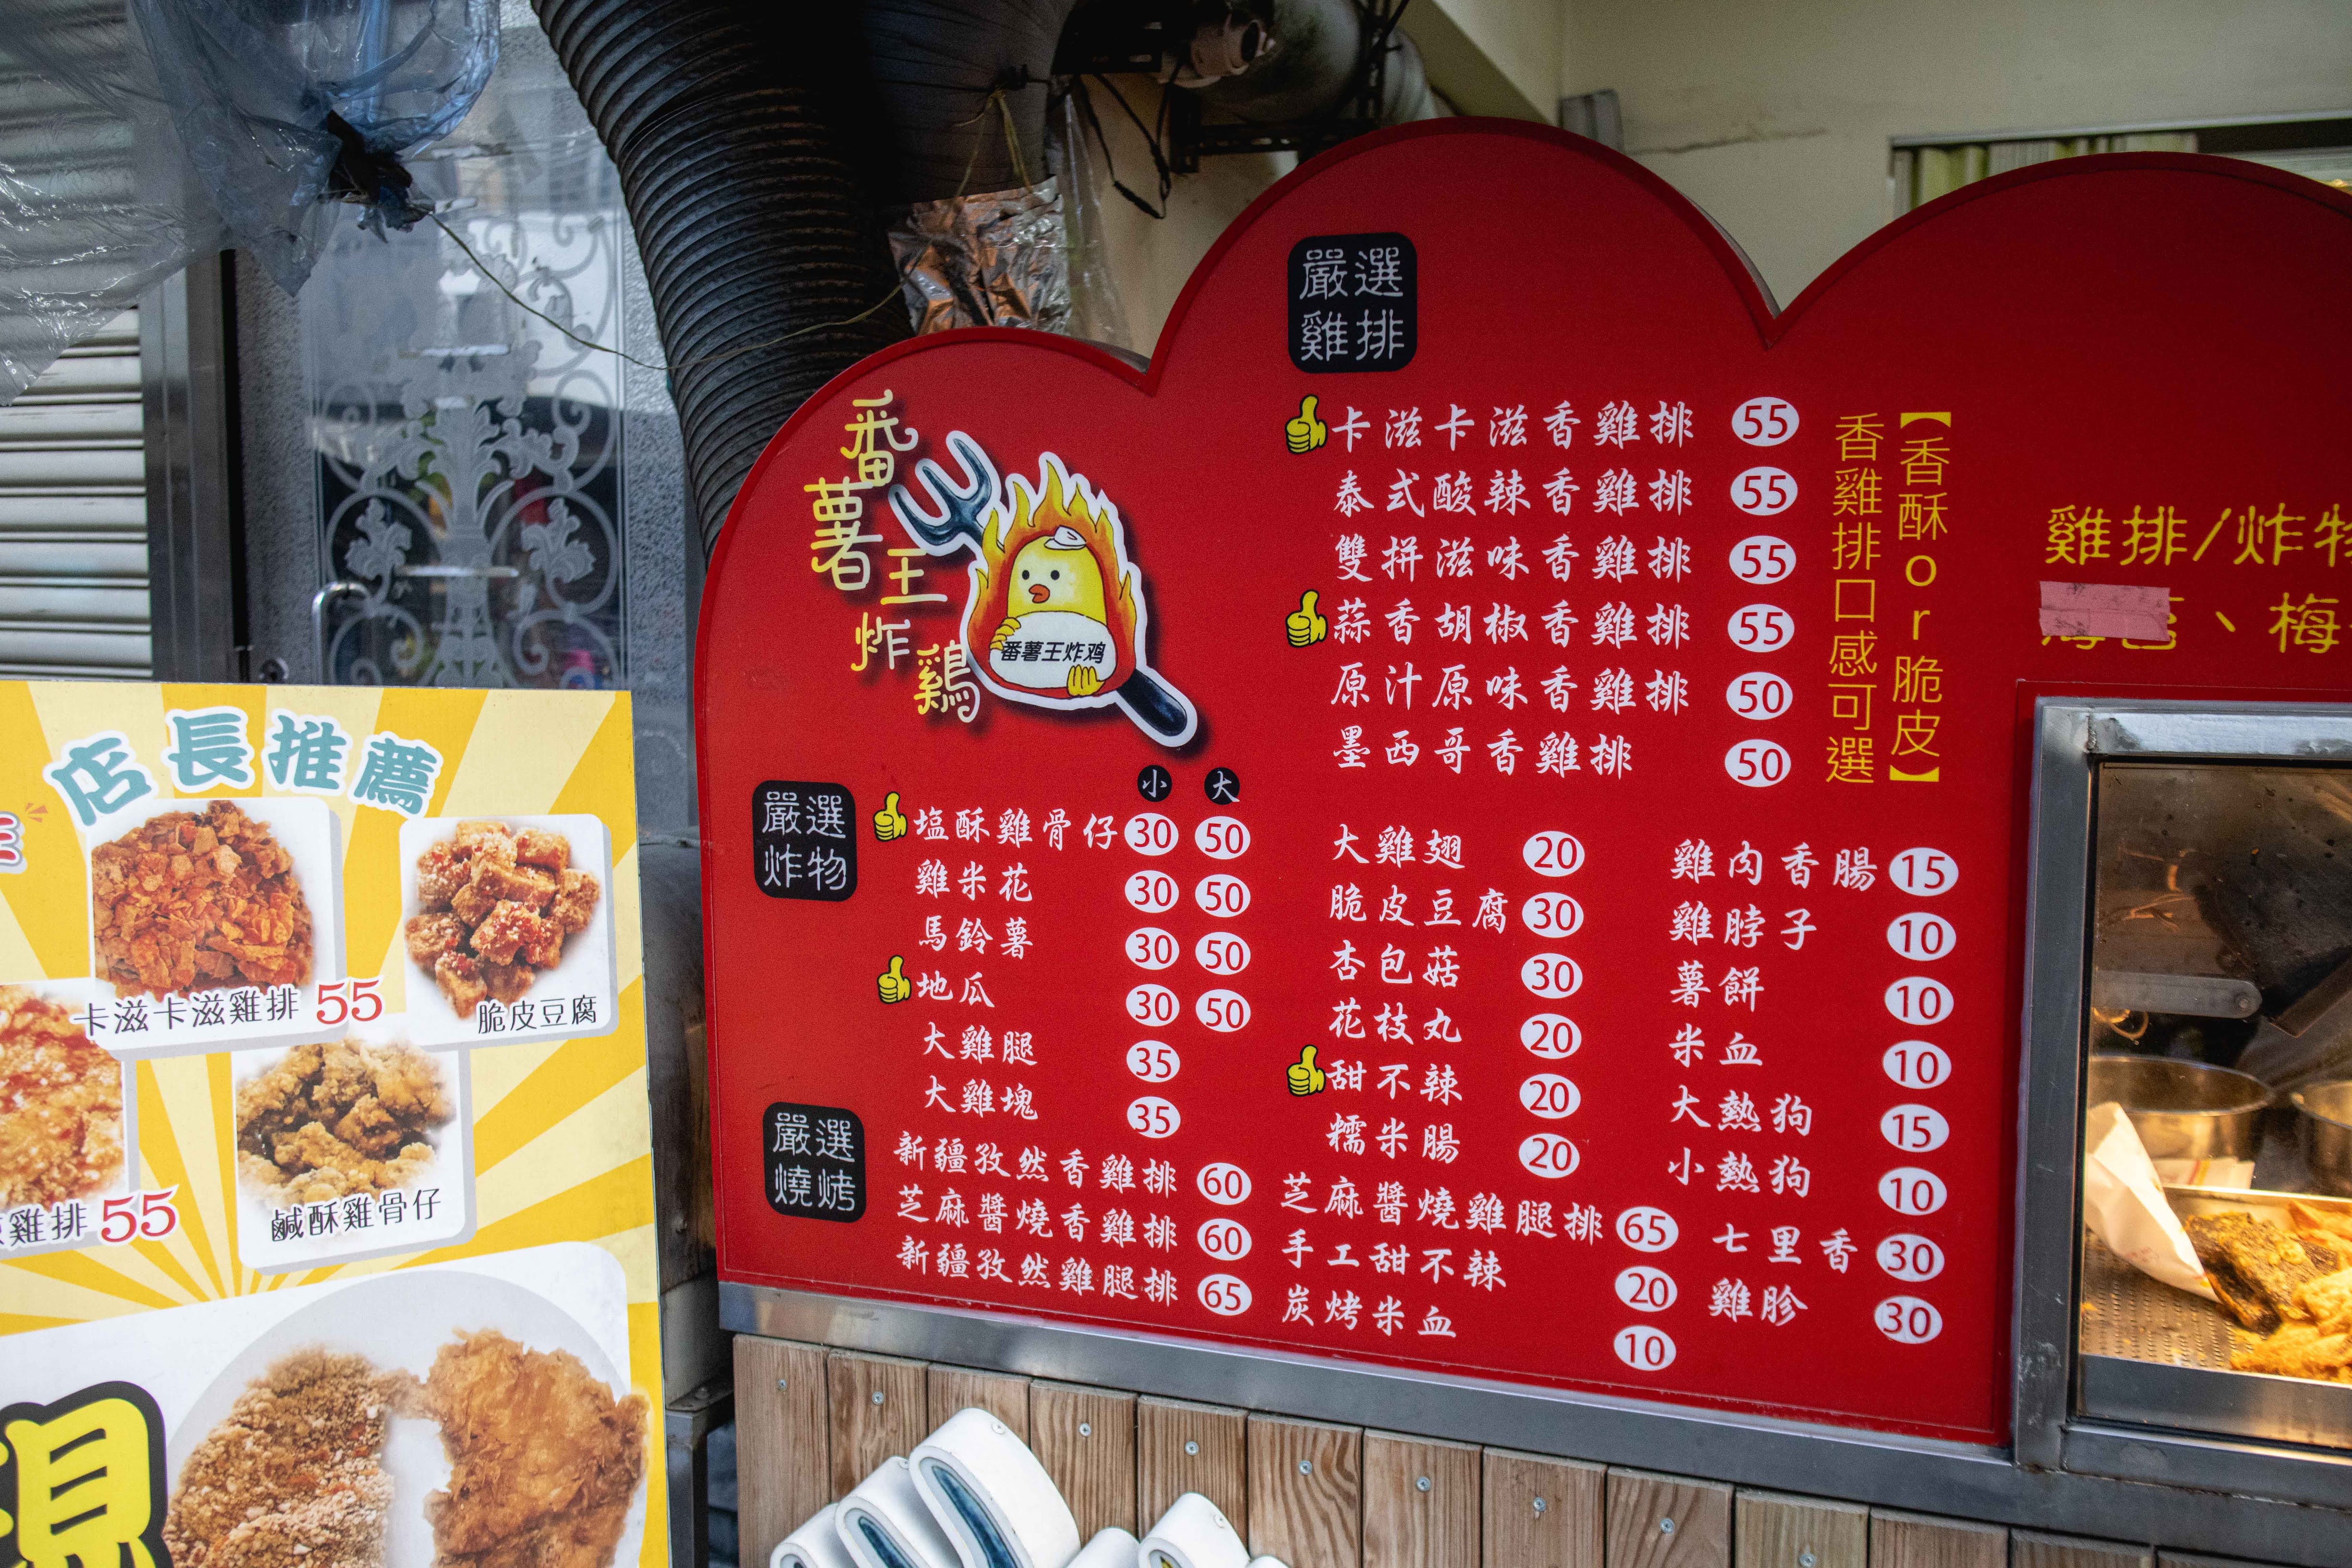 店長推薦
卡滋卡滋雞排 55
脆皮豆腐
雞排 55
鹹酥雞骨仔
番薯王炸鷄
番薯王炸鸡
嚴選
雞排
卡滋卡滋香雞排 55
泰式酸辣香雞排 55
雙拼滋味香雞排 55
蒜香胡椒香雞排 55
原汁原味香雞排 50
墨西哥香雞排 50
【香酥or脆皮】
香雞排口感可選
嚴選
炸物
小 大
塩酥雞骨仔 30 50
雞米花 30 50
馬鈴薯 30 50
地瓜 30 50
大雞腿 35
大雞塊 35
大雞翅 20
脆皮豆腐 30
杏包菇 30
花枝丸 20
甜不辣 20
糯米腸 20
雞肉香腸 15
雞脖子 10
薯餅 10
米血 10
大熱狗 15
小熱狗 10
七里香 30
雞胗 30
嚴選
燒烤
新疆孜然香雞排 60
芝麻醬燒香雞排 60
新疆孜然雞腿排 65
芝麻醬燒雞腿排 65
手工甜不辣 20
炭烤米血 10
雞排/炸物
、梅